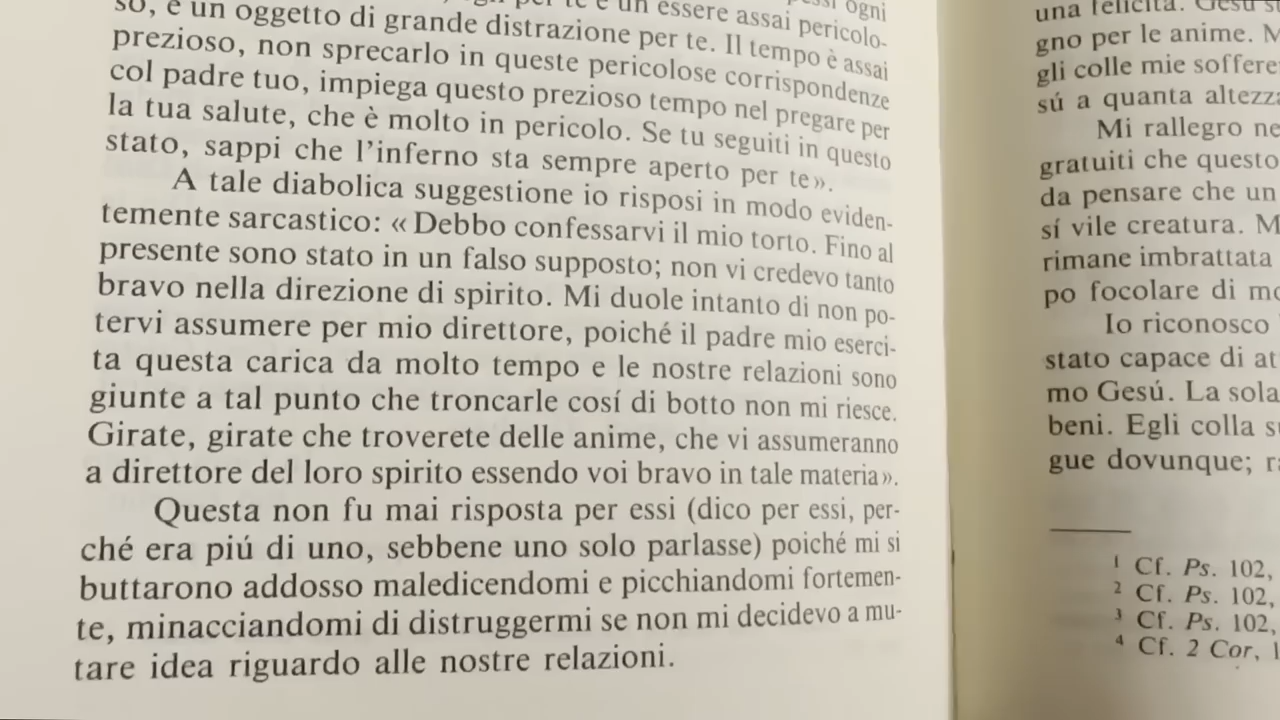 ogni
per te è un essere assai pericolo-
so, è un oggetto di grande distrazione per te. Il tempo è assai
prezioso, non sprecarlo in queste pericolose corrispondenze
col padre tuo, impiega questo prezioso tempo nel pregare per
la tua salute, che è molto in pericolo. Se tu seguiti in questo
stato, sappi che l'inferno sta sempre aperto per te».
A tale diabolica suggestione io risposi in modo eviden-
temente sarcastico: «Debbo confessarvi il mio torto. Fino al
presente sono stato in un falso supposto; non vi credevo tanto
bravo nella direzione di spirito. Mi duole intanto di non po-
tervi assumere per mio direttore, poiché il padre mio eserci-
ta questa carica da molto tempo e le nostre relazioni sono
giunte a tal punto che troncarle cosí di botto non mi riesce.
Girate, girate che troverete delle anime, che vi assumeranno
a direttore del loro spirito essendo voi bravo in tale materia».
Questa non fu mai risposta per essi (dico per essi, per-
ché era piú di uno, sebbene uno solo parlasse) poiché mi si
buttarono addosso maledicendomi e picchiandomi fortemen-
te, minacciandomi di distruggermi se non mi decidevo a mu-
tare idea riguardo alle nostre relazioni.
una felicità. Gesú
gno per le anime.
gli colle mie
sú a quanta
Mi rallegro
gratuiti che questo
da pensare che un
sí vile creatura.
rimane imbrattata
po focolare di
Io riconosco
stato capace di
mo Gesú. La sola
beni. Egli colla
gue dovunque;
1 Cf. Ps. 102,
2 Cf. Ps. 102,
3 Cf. Ps. 102,
4 Cf. 2 Cor,